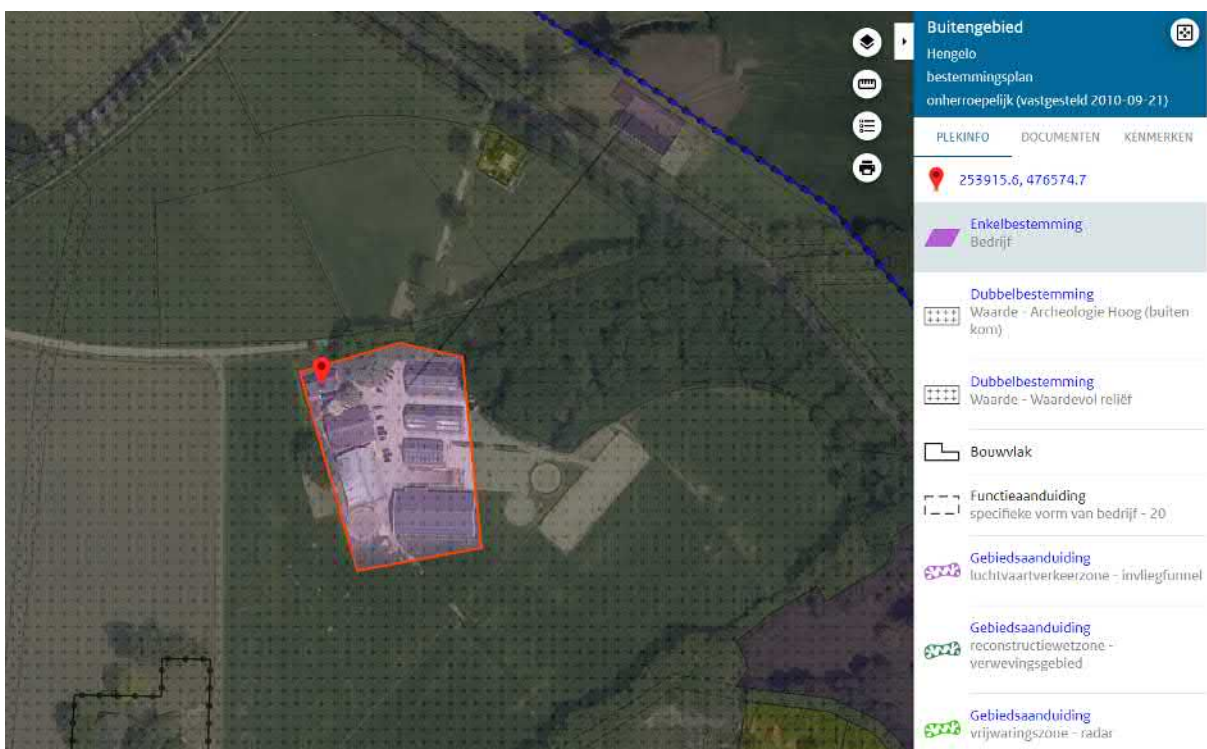 Buitengebied
Hengelo
bestemmingsplan
onherroepelijk (vastgesteld 2010-09-21)
PLEKINFO DOCUMENTEN KENMERKEN
253915.6, 476574.7
Enkelbestemming
Bedrijf
Dubbelbestemming
Waarde - Archeologie Hoog (buiten
kom)
Dubbelbestemming
Waarde - Waardevol reliëf
Bouwvlak
Functieaanduiding
specifieke vorm van bedrijf - 20
Gebiedsaanduiding
luchtvaartverkeerzone - invliegfunnel
Gebiedsaanduiding
reconstructiewetzone -
verwevingsgebied
Gebiedsaanduiding
vrijwaringszone - radar